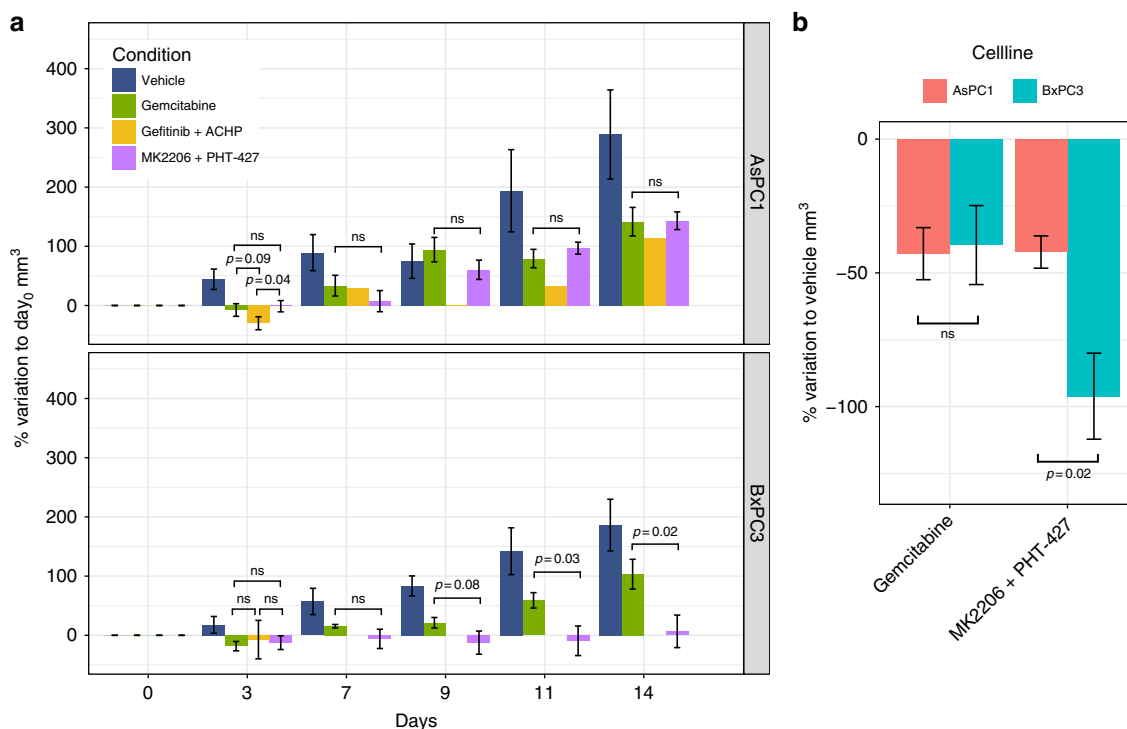 a
Condition
Vehicle
Gemcitabine
Gefitinib + ACHP
MK2206 + PHT-427
% variation to day₀ mm³
400
300
200
100
0
ns
p = 0.09
p = 0.04
ns
ns
ns
ns
AsPC1
400
300
200
100
0
ns
ns
ns
ns
p = 0.08
p = 0.03
p = 0.02
BxPC3
0
3
7
9
11
14
Days
b
Cellline
AsPC1
BxPC3
% variation to vehicle mm³
0
−50
−100
ns
p = 0.02
Gemcitabine
MK2206 + PHT-427